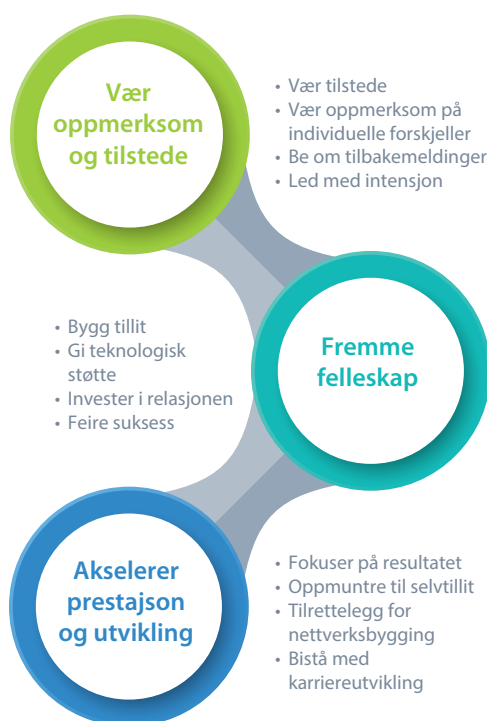 Vær
oppmerksom
og tilstede
• Vær tilstede
• Vær oppmerksom på
individuelle forskjeller
• Be om tilbakemeldinger
• Led med intensjon
• Bygg tillit
• Gi teknologisk
støtte
• Invester i relasjonen
• Feire suksess
Fremme
felleskap
Akselerer
prestajson
og utvikling
• Fokuser på resultatet
• Oppmuntre til selvtillit
• Tilrettelegg for
nettverksbygging
• Bistå med
karriereutvikling